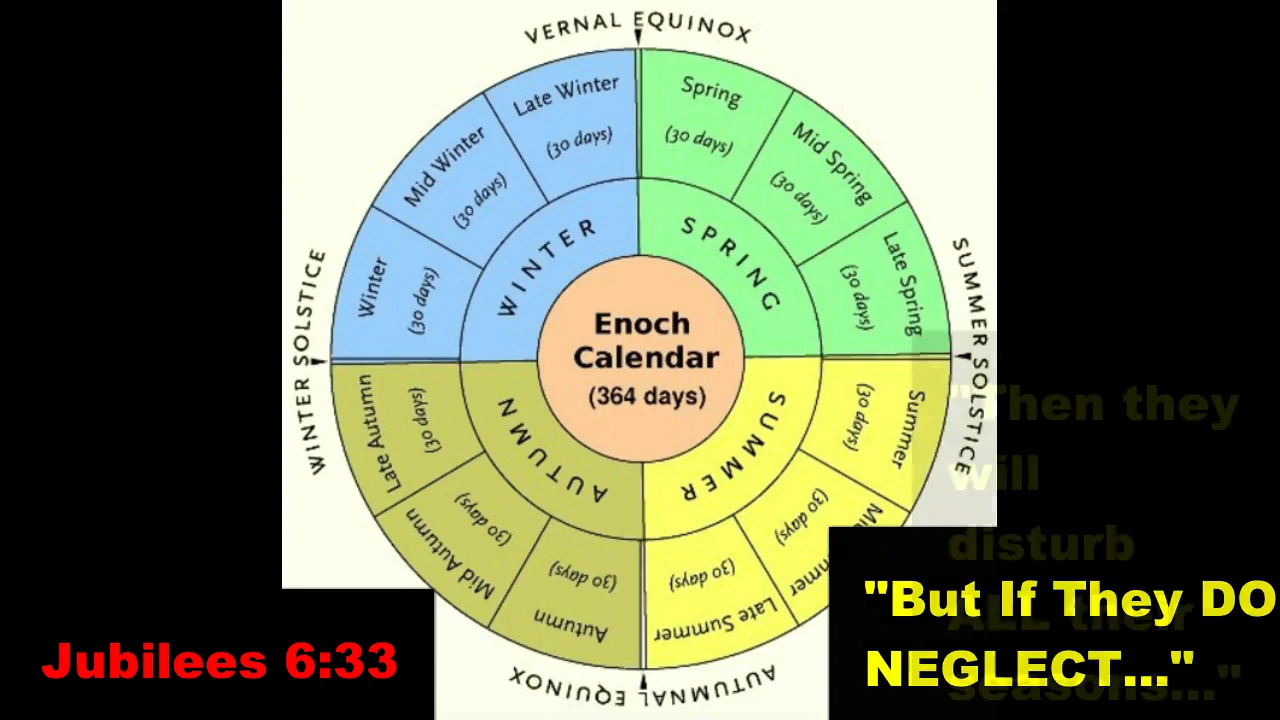 VERNAL EQUINOX
Late Winter
(30 days)
Spring
(30 days)
Mid Winter
(30 days)
Mid Spring
(30 days)
Winter
(30 days)
Late Spring
(30 days)
WINTER
SPRING
WINTER SOLSTICE
SUMMER SOLSTICE
Enoch
Calendar
(364 days)
AUTUMN
SUMMER
Late Autumn
(30 days)
Summer
(30 days)
Mid Autumn
(30 days)
(30 days)
Autumn
(30 days)
Late Summer
(30 days)
AUTUMNAL EQUINOX
"Then they
will
disturb
ALL their
seasons..."
"But If They DO
NEGLECT..."
Jubilees 6:33